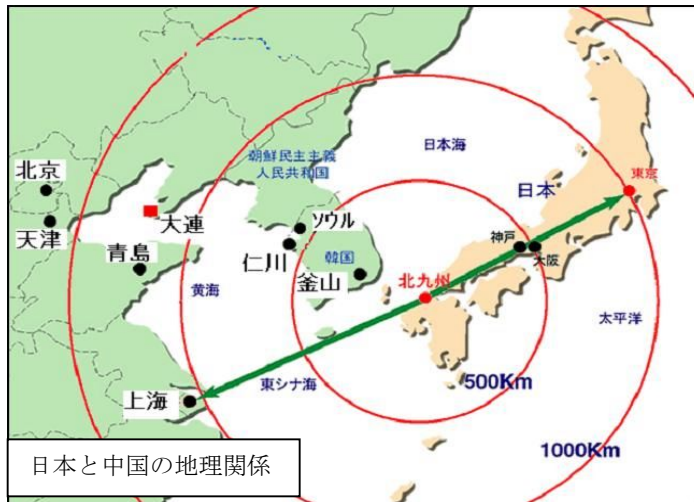 日本海
朝鮮民主主義
人民共和国
北京
日本
東京
大連
天津
ソウル
仁川
神戸
大阪
青島
韓国
釜山
黄海
北九州
太平洋
東シナ海
500Km
上海
1000Km
日本と中国の地理関係